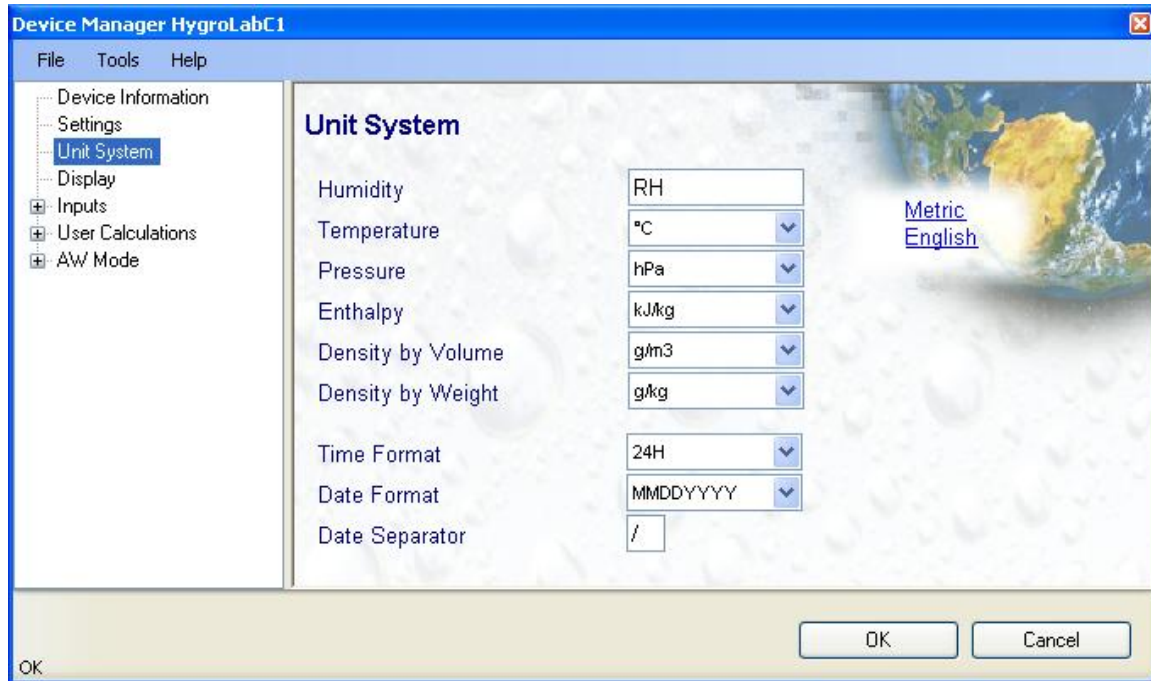 Device Manager HygroLabC1
File Tools Help
Device Information
Settings
Unit System
Display
Inputs
User Calculations
AW Mode
Unit System
Humidity RH
Temperature °C
Pressure hPa
Enthalpy kJ/kg
Density by Volume g/m3
Density by Weight g/kg
Time Format 24H
Date Format MMDDYYYY
Date Separator /
Metric
English
OK Cancel
OK